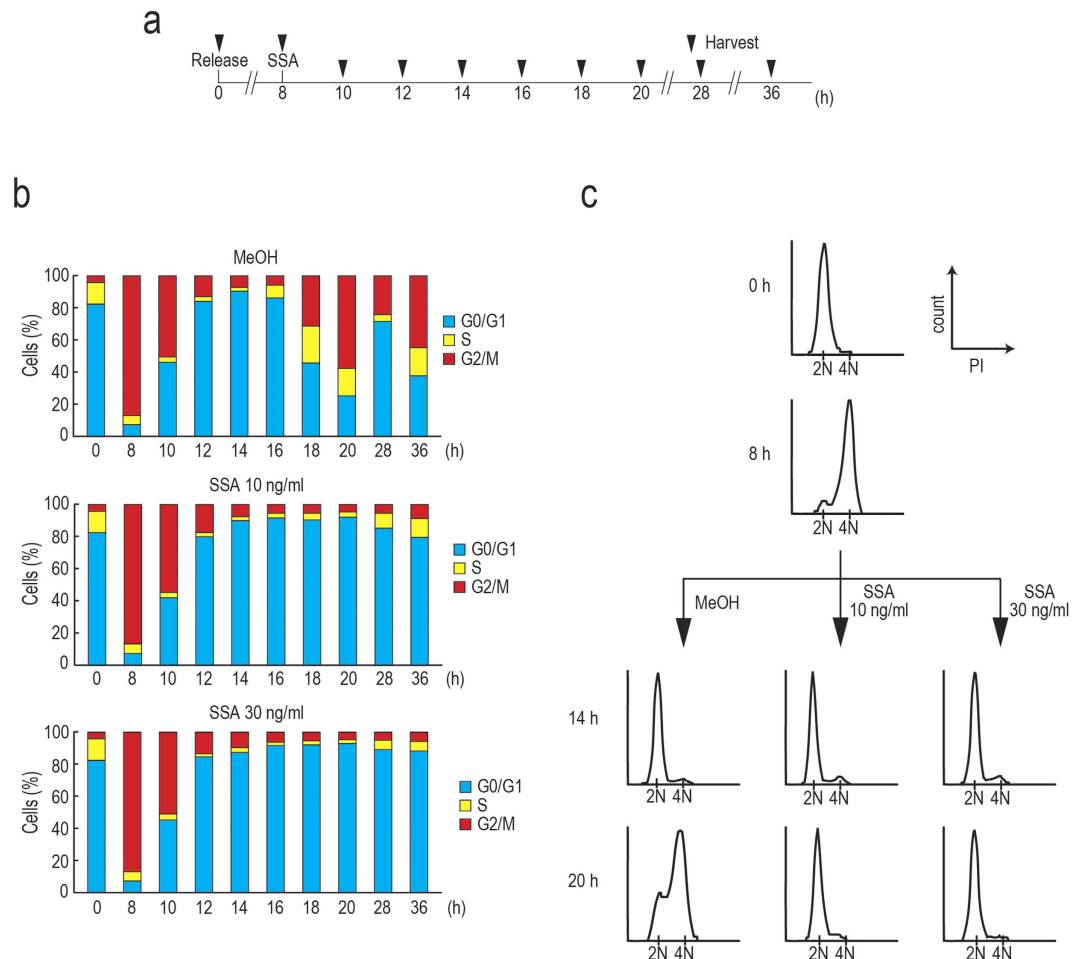 a
Release SSA Harvest
0 8 10 12 14 16 18 20 28 36 (h)
b
MeOH
Cells (%)
100
80
60
40
20
0
0 8 10 12 14 16 18 20 28 36 (h)
G0/G1
S
G2/M
SSA 10 ng/ml
Cells (%)
100
80
60
40
20
0
0 8 10 12 14 16 18 20 28 36 (h)
G0/G1
S
G2/M
SSA 30 ng/ml
Cells (%)
100
80
60
40
20
0
0 8 10 12 14 16 18 20 28 36 (h)
G0/G1
S
G2/M
c
0 h
2N 4N
count
PI
8 h
2N 4N
MeOH
SSA
10 ng/ml
SSA
30 ng/ml
14 h
2N 4N
2N 4N
2N 4N
20 h
2N 4N
2N 4N
2N 4N